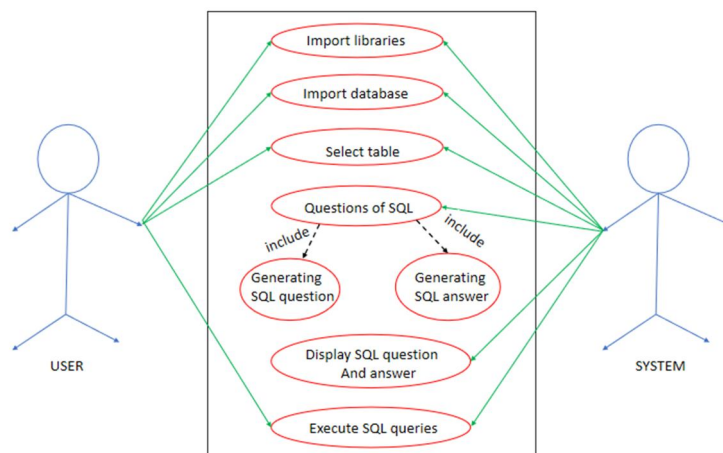 Import libraries
Import database
Select table
Questions of SQL
include
include
Generating
SQL question
Generating
SQL answer
Display SQL question
And answer
Execute SQL queries
USER
SYSTEM